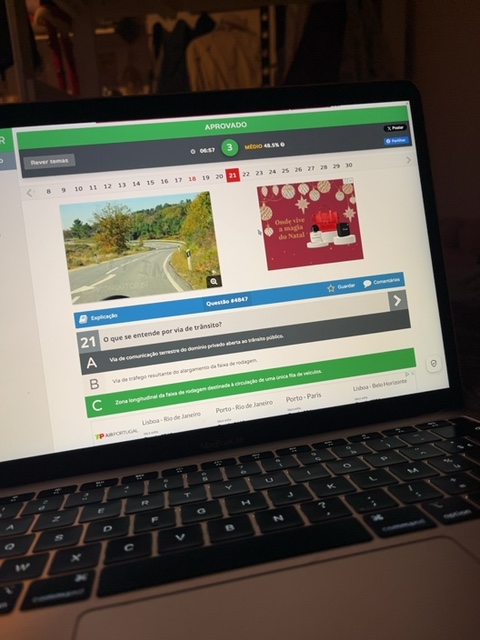 APROVADO
Rever temas
06:57
3
MÉDIO 48.5%
Postar
Partilhar
8 9 10 11 12 13 14 15 16 17 18 19 20 21 22 23 24 25 26 27 28 29 30
Onde vive
a magia
do Natal
Explicação
Questão #4847
Guardar
Comentários
21 O que se entende por via de trânsito?
A Via de comunicação terrestre do domínio privado aberta ao trânsito público.
B Via de tráfego resultante do alargamento da faixa de rodagem.
C Zona longitudinal da faixa de rodagem destinada à circulação de uma única fila de veículos.
TP AIR PORTUGAL
Lisboa - Rio de Janeiro
Porto - Rio de Janeiro
Porto - Paris
Lisboa - Belo Horizonte
E R T Y U I O P
A S D F G H J K L
W X C V B N ?
command
option